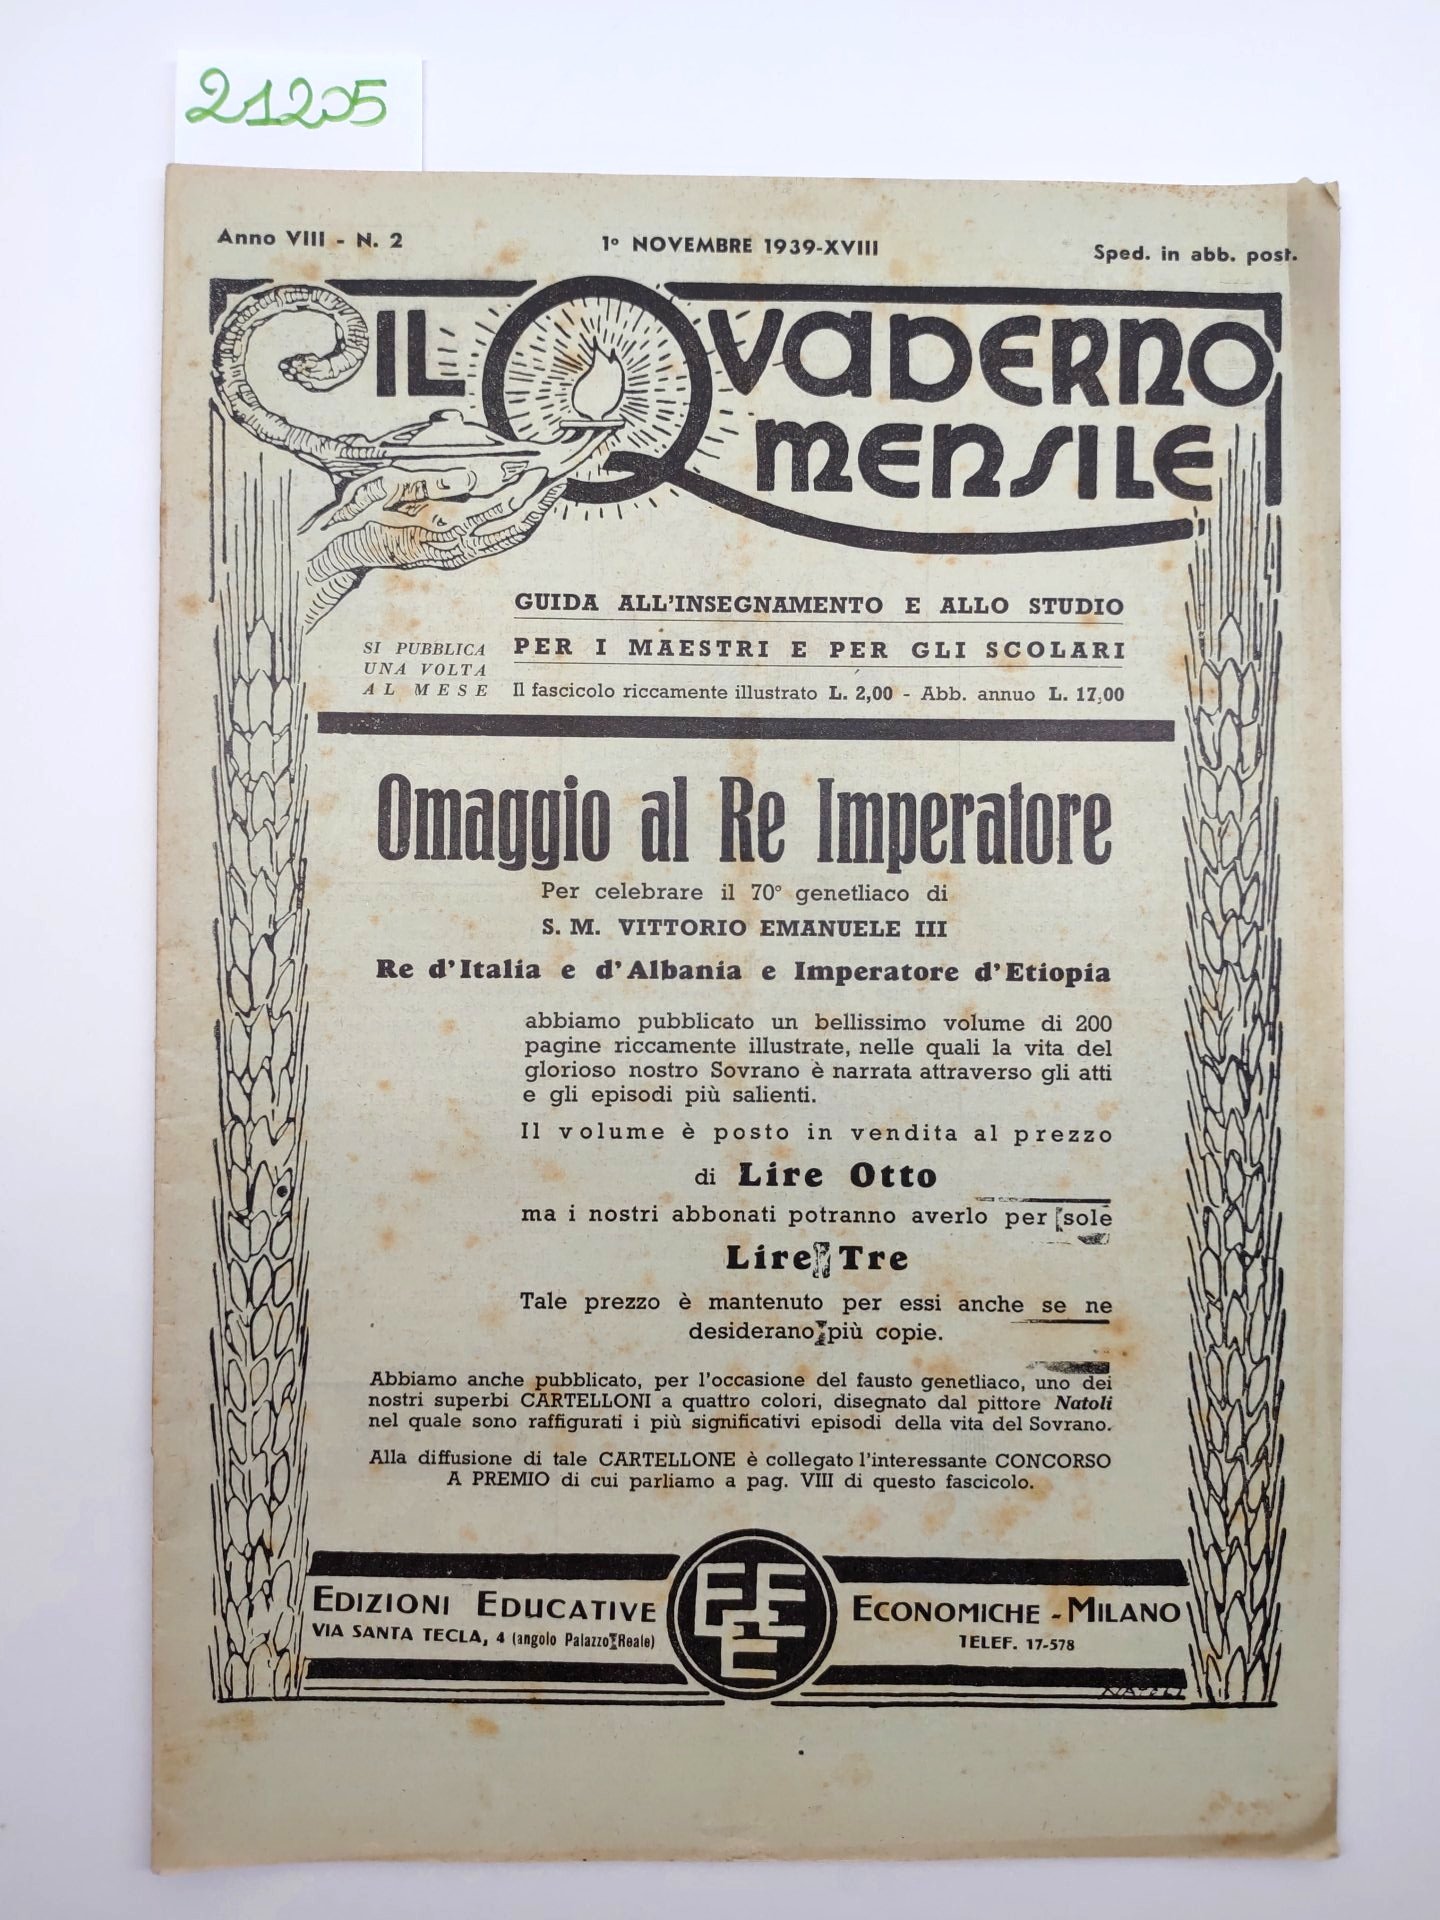 21205
Anno VIII - N. 2
1° NOVEMBRE 1939-XVIII
Sped. in abb. post.
IL QVADERNO
MENSILE
GUIDA ALL'INSEGNAMENTO E ALLO STUDIO
PER I MAESTRI E PER GLI SCOLARI
SI PUBBLICA
UNA VOLTA
AL MESE
Il fascicolo riccamente illustrato L. 2,00 - Abb. annuo L. 17,00
Omaggio al Re Imperatore
Per celebrare il 70° genetliaco di
S. M. VITTORIO EMANUELE III
Re d'Italia e d'Albania e Imperatore d'Etiopia
abbiamo pubblicato un bellissimo volume di 200
pagine riccamente illustrate, nelle quali la vita del
glorioso nostro Sovrano è narrata attraverso gli atti
e gli episodi più salienti.
Il volume è posto in vendita al prezzo
di Lire Otto
ma i nostri abbonati potranno averlo per sole
Lire Tre
Tale prezzo è mantenuto per essi anche se ne
desiderano più copie.
Abbiamo anche pubblicato, per l'occasione del fausto genetliaco, uno dei
nostri superbi CARTELLONI a quattro colori, disegnato dal pittore Natoli
nel quale sono raffigurati i più significativi episodi della vita del Sovrano.
Alla diffusione di tale CARTELLONE è collegato l'interessante CONCORSO
A PREMIO di cui parliamo a pag. VIII di questo fascicolo.
EDIZIONI EDUCATIVE
VIA SANTA TECLA, 4 (angolo Palazzo Reale)
EEE
ECONOMICHE - MILANO
TELEF. 17-578